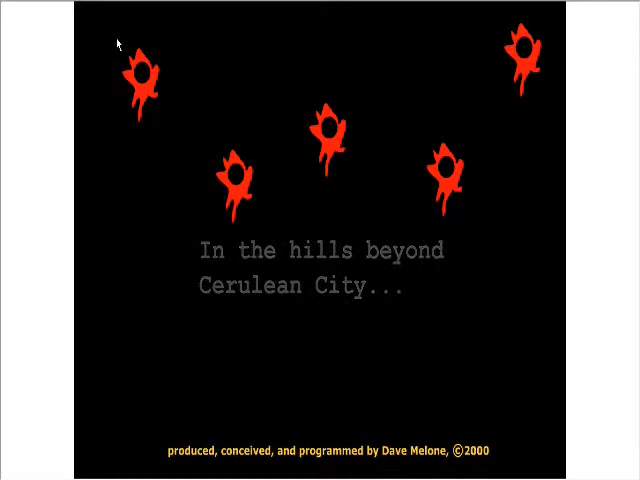 In the hills beyond
Cerulean City...
produced, conceived, and programmed by Dave Melone, ©2000